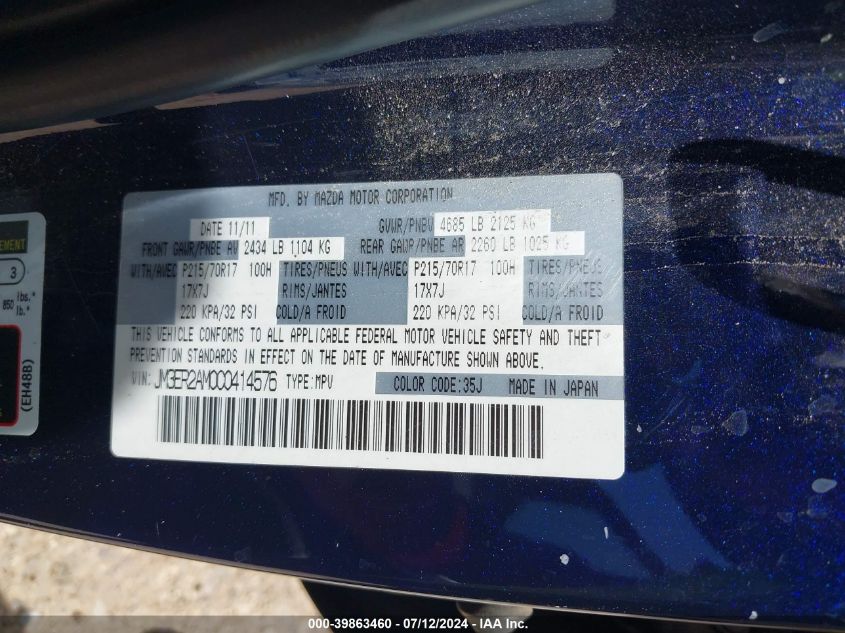 MFD. BY MAZDA MOTOR CORPORATION
DATE 11/11 GVWR/PNBV 4685 LB 2125 KG
FRONT GAWR/PNBE AV 2434 LB 1104 KG REAR GAWR/PNBE AR 2260 LB 1025 KG
WITH/AVEC P215/70R17 100H TIRES/PNEUS WITH/AVEC P215/70R17 100H TIRES/PNEUS
17X7J RIMS/JANTES 17X7J RIMS/JANTES
220 KPA/32 PSI COLD/A FROID 220 KPA/32 PSI COLD/A FROID
THIS VEHICLE CONFORMS TO ALL APPLICABLE FEDERAL MOTOR VEHICLE SAFETY AND THEFT
PREVENTION STANDARDS IN EFFECT ON THE DATE OF MANUFACTURE SHOWN ABOVE.
VIN: JM3ER2AM0C0414576 TYPE:MPV COLOR CODE:35J MADE IN JAPAN
EMENT
3
850 lbs.*
lb.*
(EH48B)
000-39863460 - 07/12/2024 - IAA Inc.